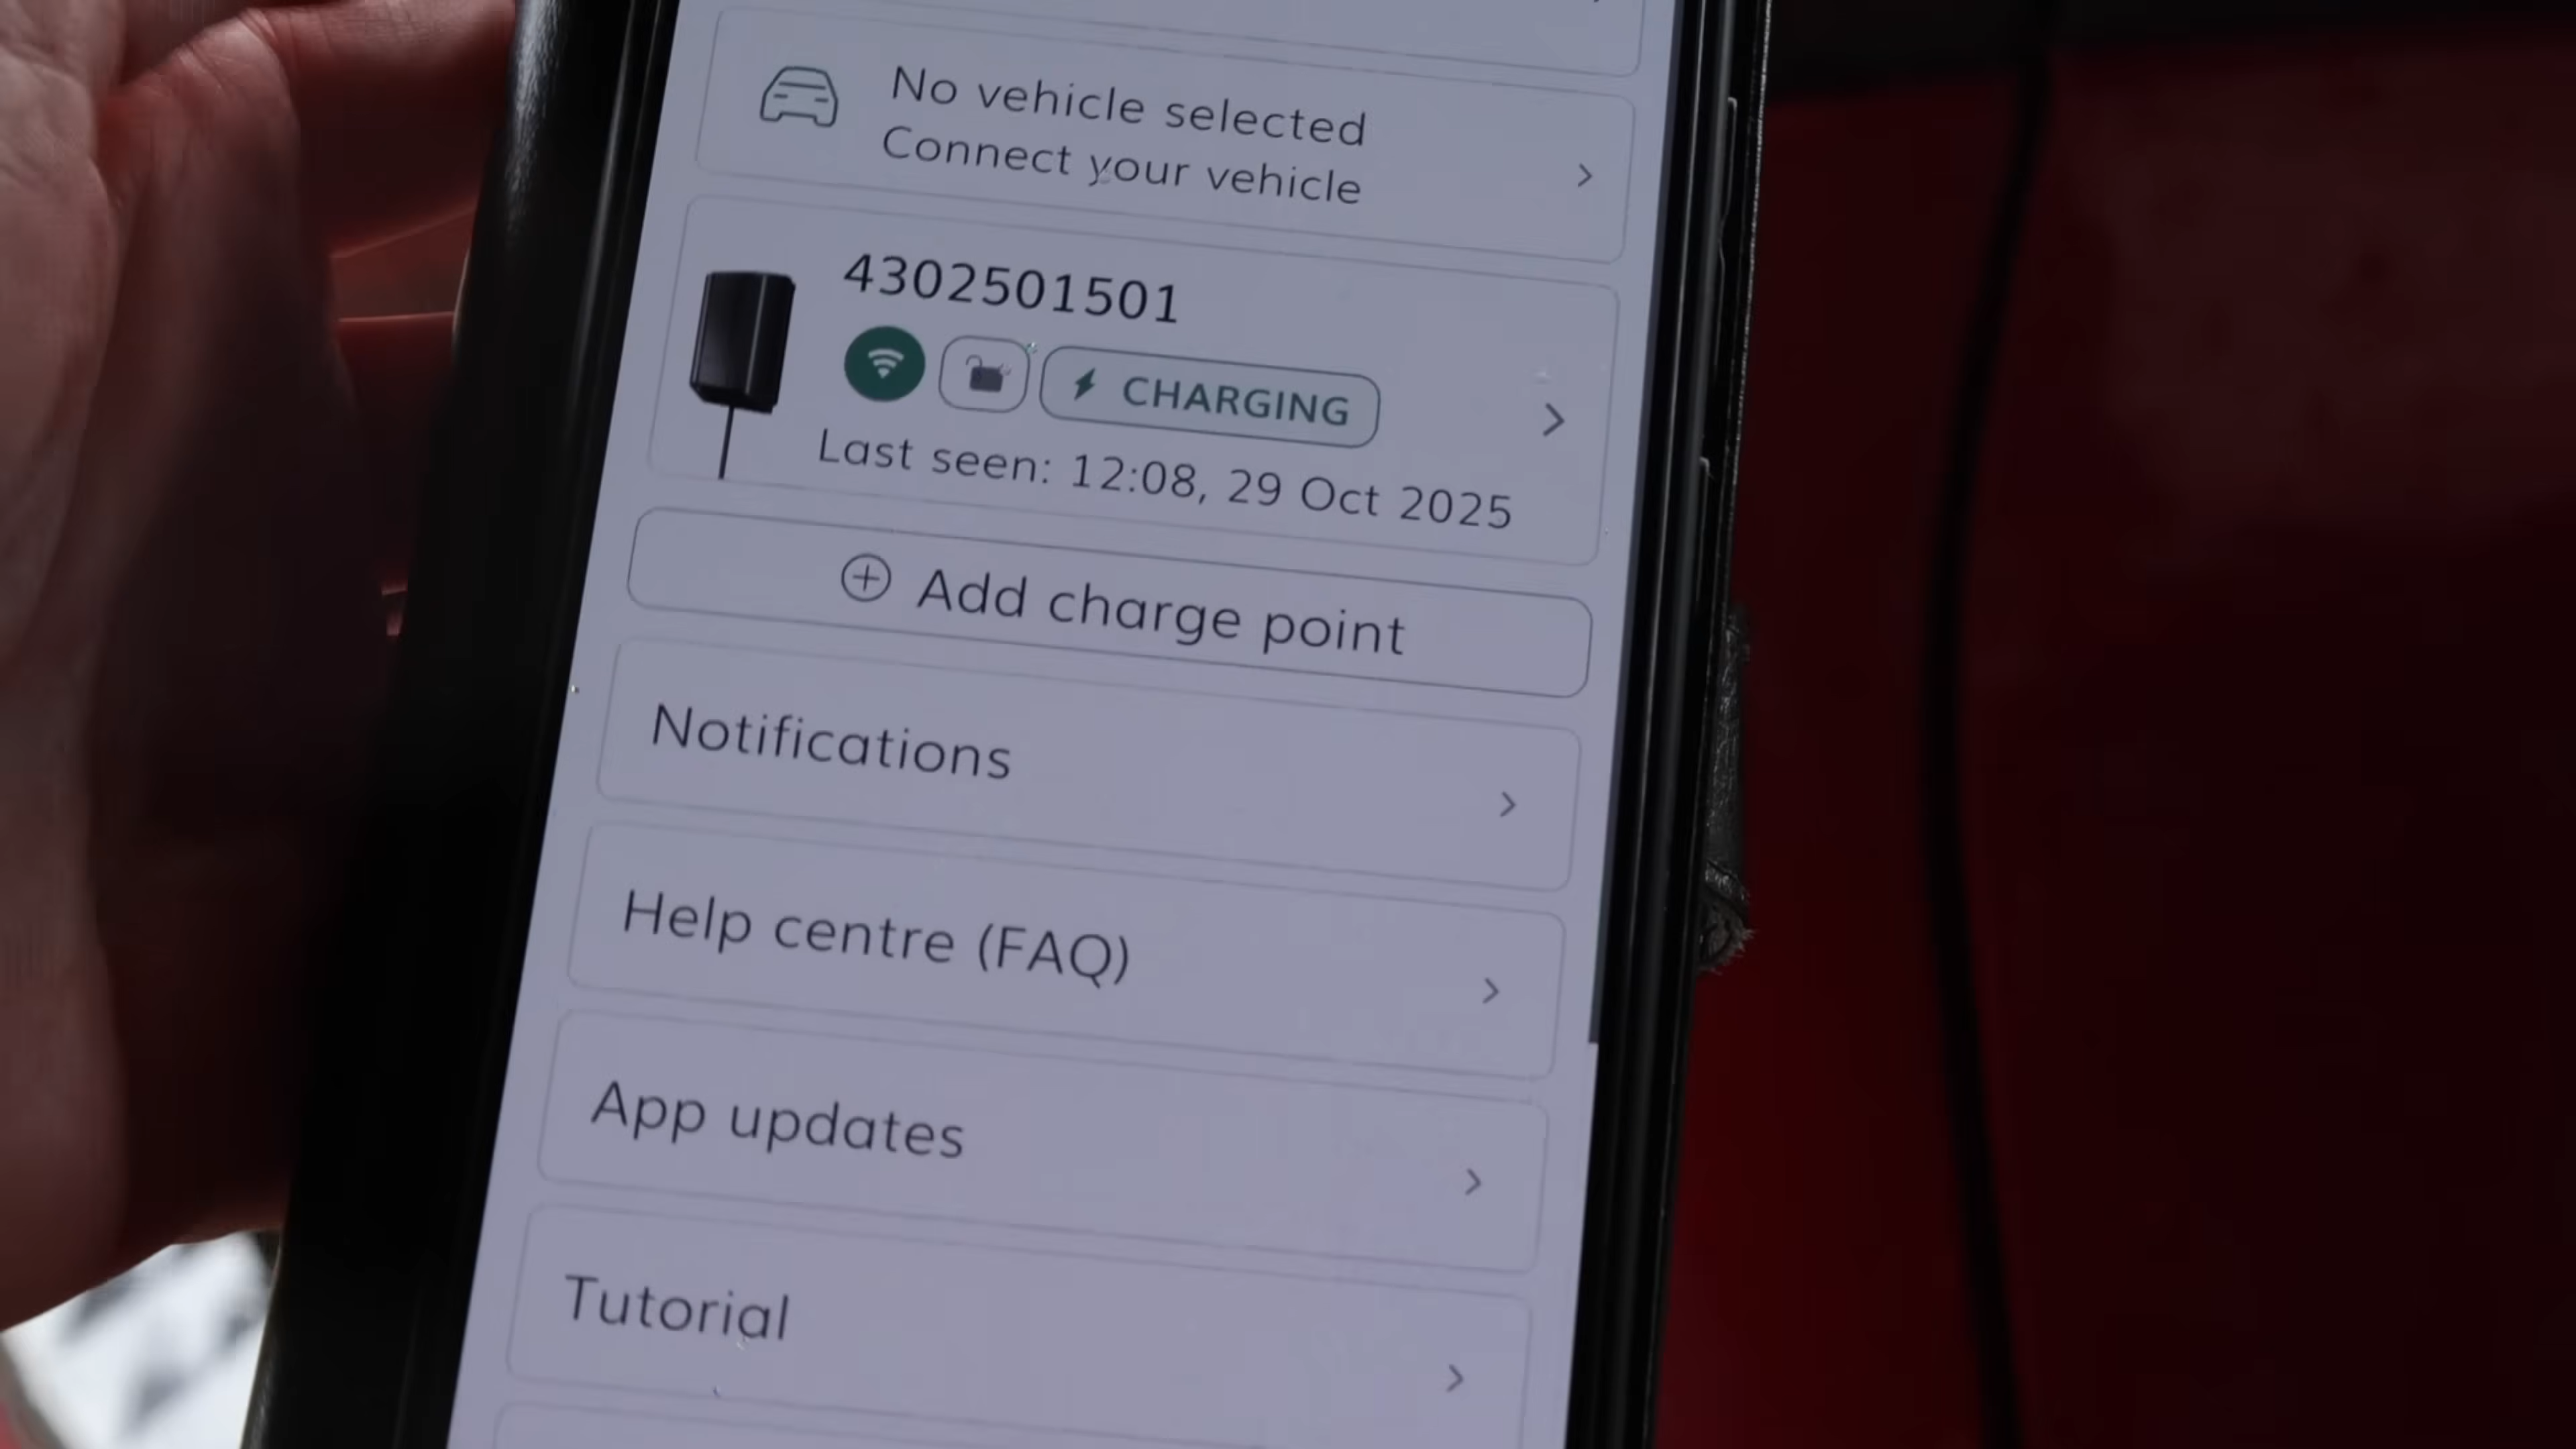 No vehicle selected
Connect your vehicle
4302501501
CHARGING
Last seen: 12:08, 29 Oct 2025
Add charge point
Notifications
Help centre (FAQ)
App updates
Tutorial